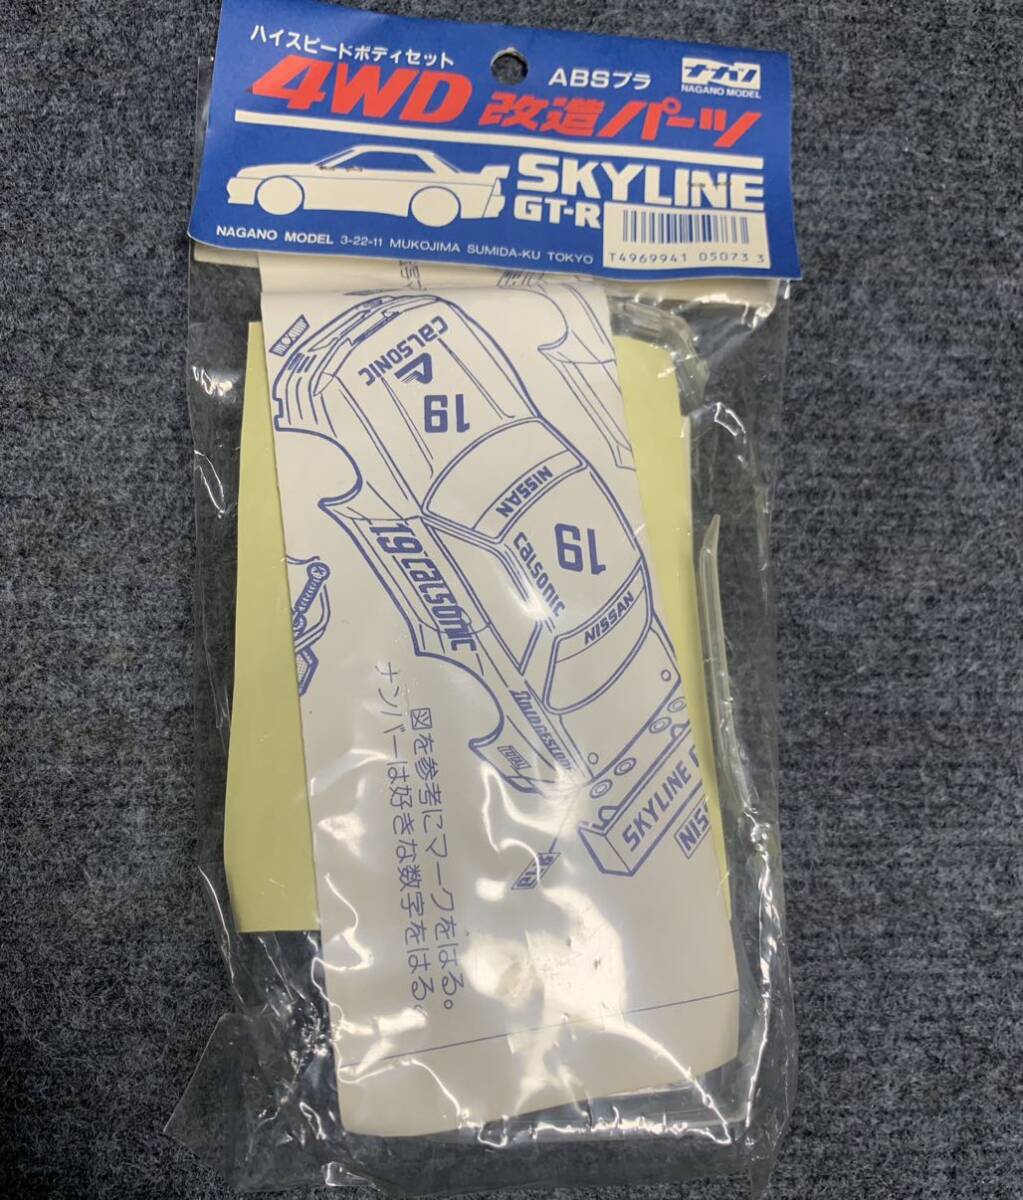 ハイスピードボディセット
4WD 改造パーツ
ABSプラ
ナガノ
NAGANO MODEL
SKYLINE
GT-R
NAGANO MODEL 3-22-11 MUKOJIMA SUMIDA-KU TOKYO
T4969941 05073 3
CALSONIC
19
NISSAN
19
CALSONIC
NISSAN
19 CALSONIC
BRIDGESTONE
SKYLINE
NIS
図を参考にマークをはる。
ナンバーは好きな数字をはる。